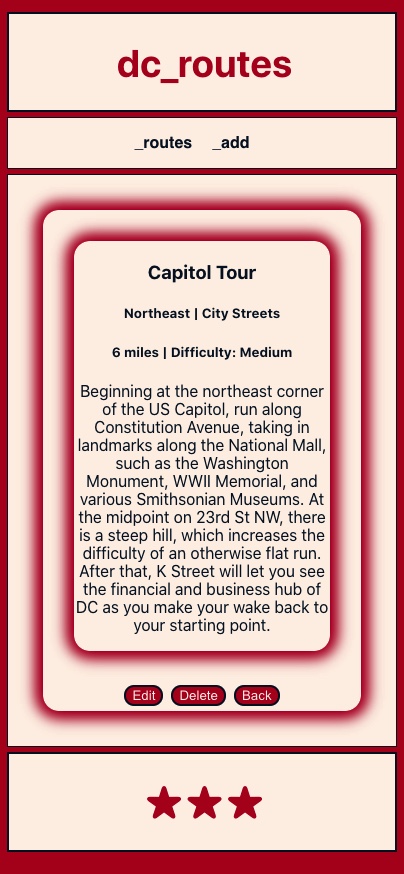 dc_routes
_routes _add
Capitol Tour
Northeast | City Streets
6 miles | Difficulty: Medium
Beginning at the northeast corner
of the US Capitol, run along
Constitution Avenue, taking in
landmarks along the National Mall,
such as the Washington
Monument, WWII Memorial, and
various Smithsonian Museums. At
the midpoint on 23rd St NW, there
is a steep hill, which increases the
difficulty of an otherwise flat run.
After that, K Street will let you see
the financial and business hub of
DC as you make your wake back to
your starting point.
Edit Delete Back